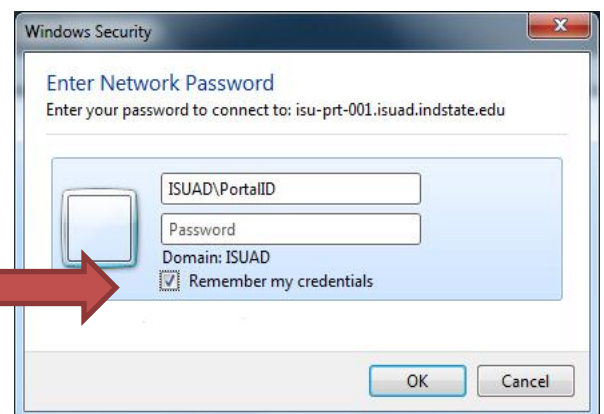 Windows Security
Enter Network Password
Enter your password to connect to: isu-prt-001.isuad.indstate.edu
ISUAD\PortalID
Password
Domain: ISUAD
Remember my credentials
OK
Cancel